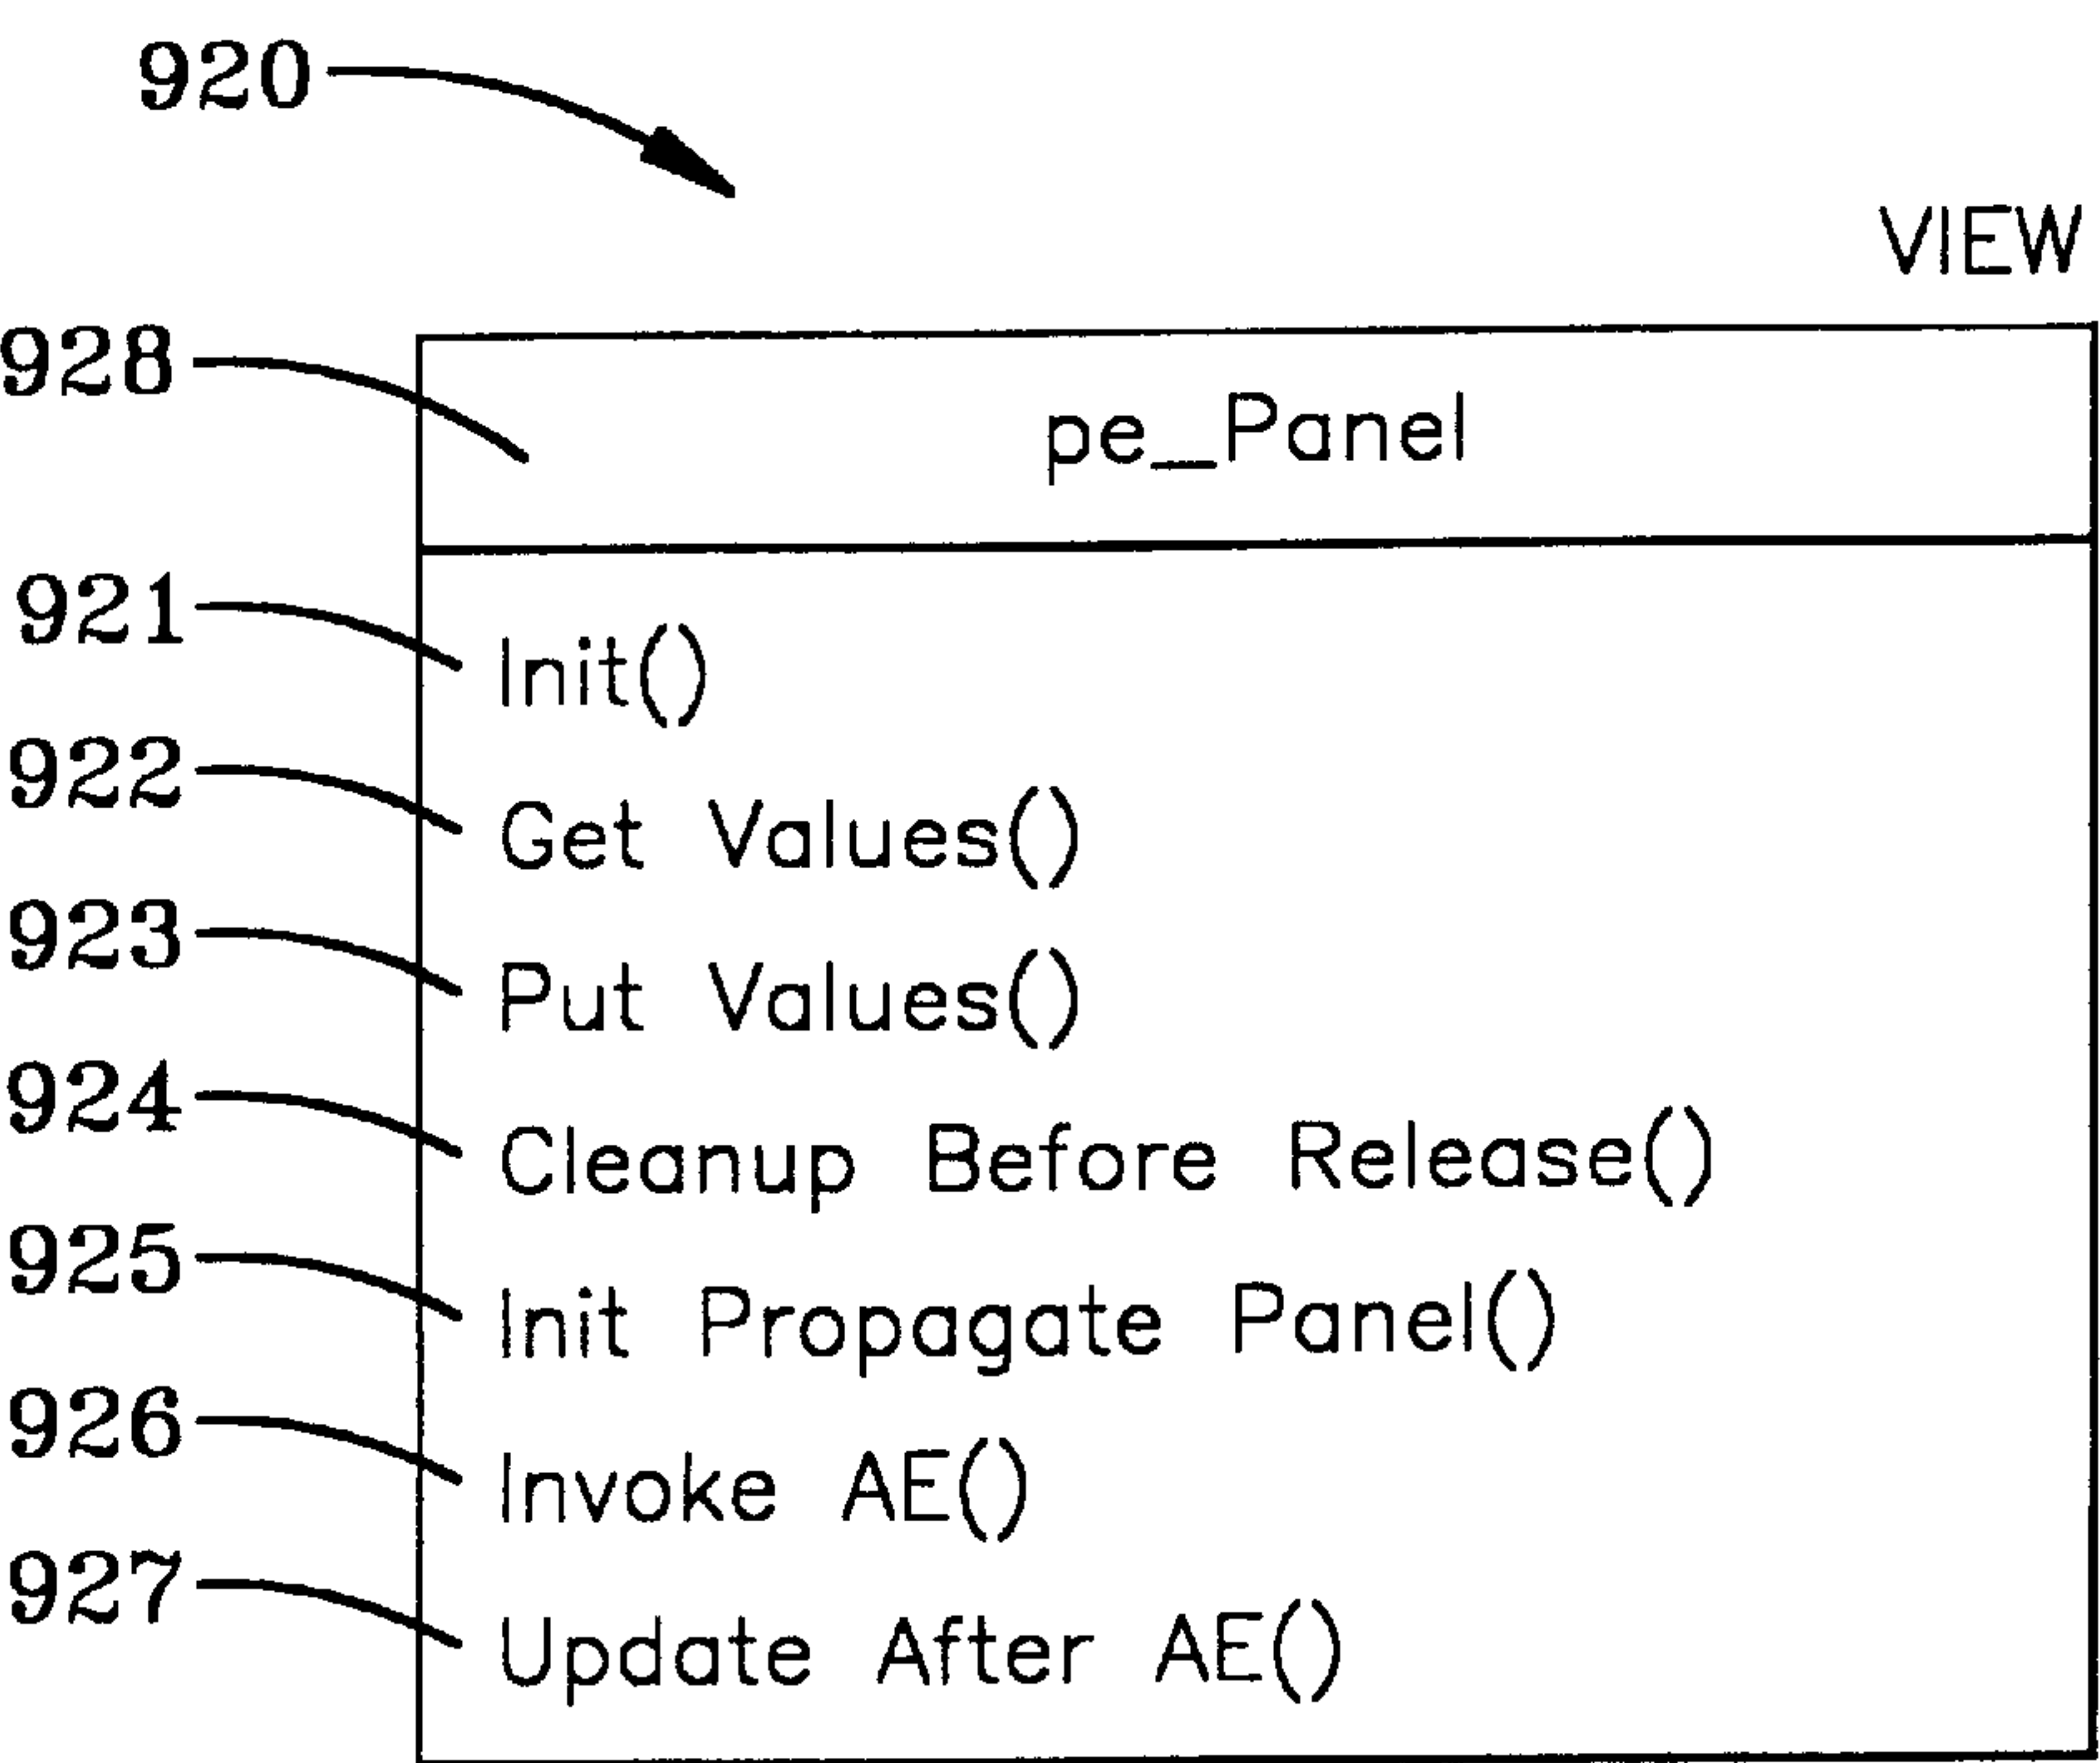 920
VIEW
928 pe_Panel
921 Init()
922 Get Values()
923 Put Values()
924 Cleanup Before Release()
925 Init Propagate Panel()
926 Invoke AE()
927 Update After AE()